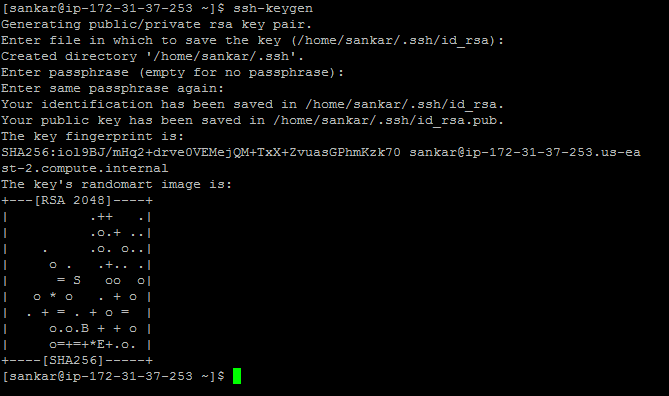 [sankar@ip-172-31-37-253 ~]$ ssh-keygen
Generating public/private rsa key pair.
Enter file in which to save the key (/home/sankar/.ssh/id_rsa):
Created directory '/home/sankar/.ssh'.
Enter passphrase (empty for no passphrase):
Enter same passphrase again:
Your identification has been saved in /home/sankar/.ssh/id_rsa.
Your public key has been saved in /home/sankar/.ssh/id_rsa.pub.
The key fingerprint is:
SHA256:iol9BJ/mHq2+drve0VEMejQM+TxX+ZvuasGPhmKzk70 sankar@ip-172-31-37-253.us-ea
st-2.compute.internal
The key's randomart image is:
+---[RSA 2048]----+
|          .++   .|
|          .o.+ ..|
|    .     .o. o..|
|     o .   .+.. .|
|      = S   oo  o|
|   o * o   . + o |
|  . + = . + o =  |
|     o.o.B + + o |
|     o=+=+*E+.o. |
+----[SHA256]-----+
[sankar@ip-172-31-37-253 ~]$